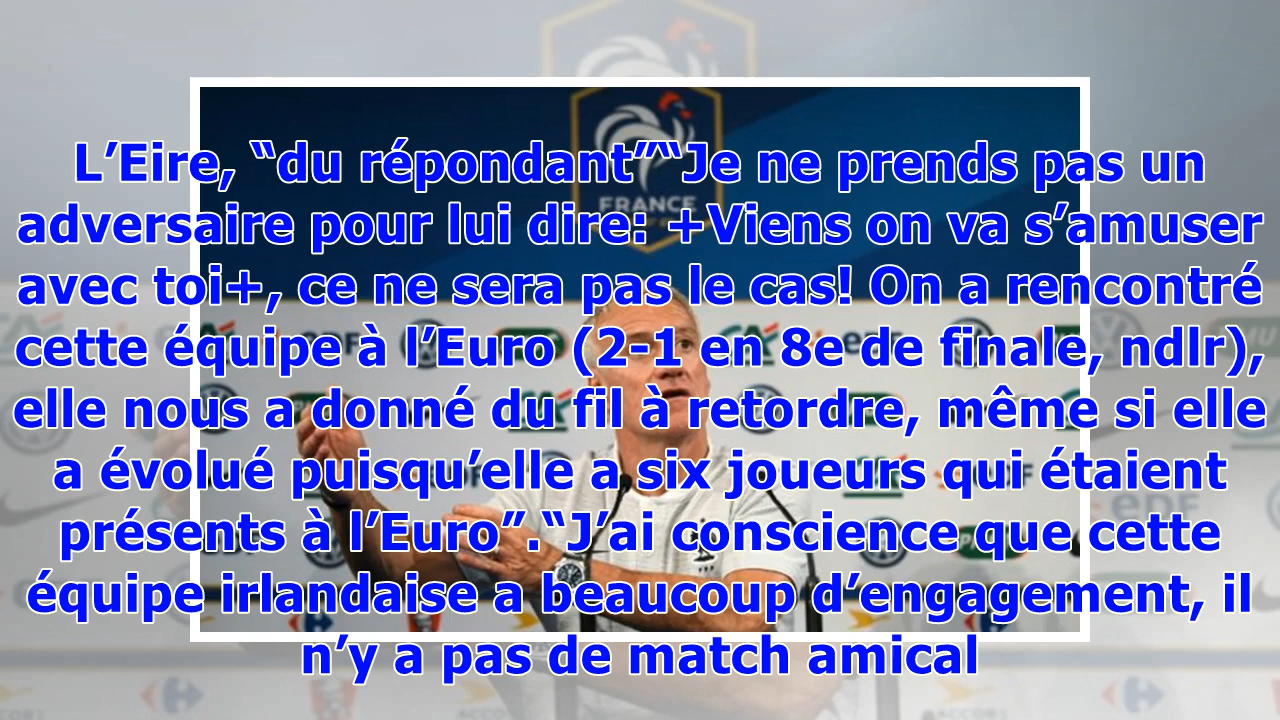 L’Eire, “du répondant”“Je ne prends pas un
adversaire pour lui dire: +Viens on va s’amuser
avec toi+, ce ne sera pas le cas! On a rencontré
cette équipe à l’Euro (2-1 en 8e de finale, ndlr),
elle nous a donné du fil à retordre, même si elle
a évolué puisqu’elle a six joueurs qui étaient
présents à l’Euro”.“J’ai conscience que cette
équipe irlandaise a beaucoup d’engagement, il
n’y a pas de match amical
FRANCE